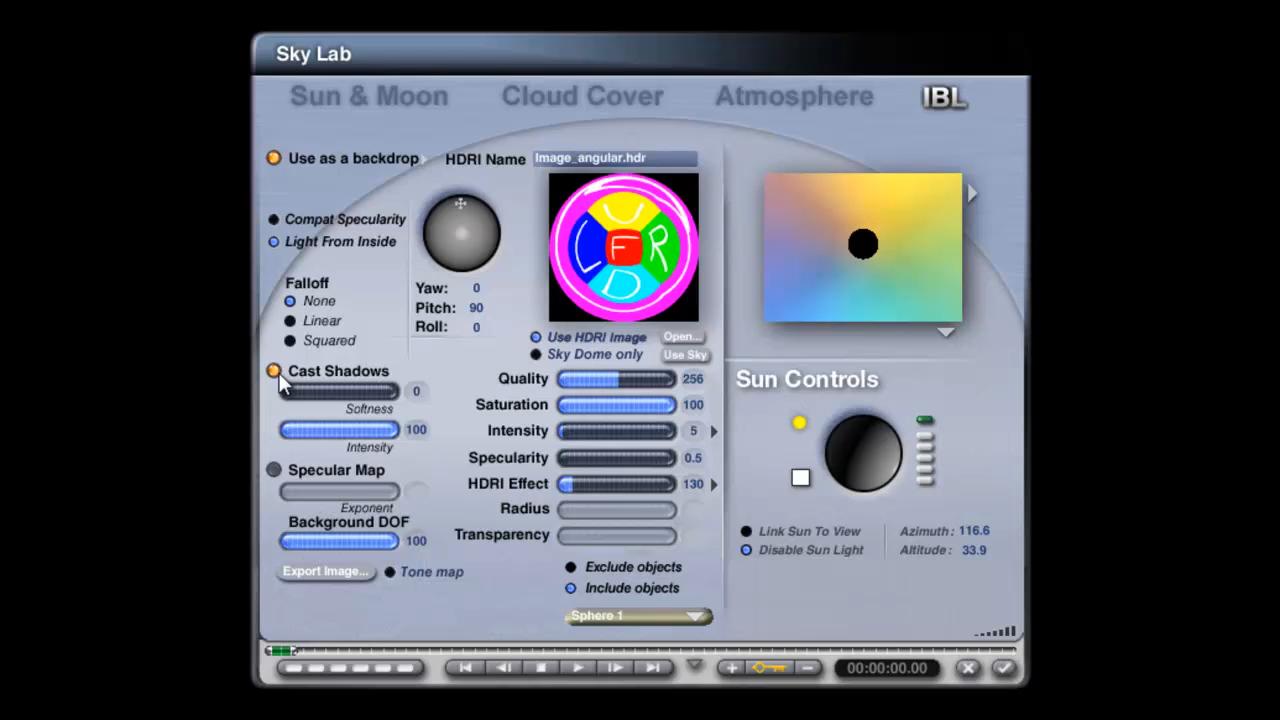 Sky Lab
Sun & Moon Cloud Cover Atmosphere IBL
Use as a backdrop
HDRI Name Image_angular.hdr
Compat Specularity
Light From Inside
U
L F R
D
Falloff
None
Linear
Squared
Yaw: 0
Pitch: 90
Roll: 0
Use HDRI Image Open...
Sky Dome only Use Sky
Cast Shadows
0
Softness
100
Intensity
Specular Map
Exponent
Background DOF
100
Export Image... Tone map
Quality 256
Saturation 100
Intensity 5
Specularity 0.5
HDRI Effect 130
Radius
Transparency
Exclude objects
Include objects
Sphere 1
Sun Controls
Link Sun To View
Disable Sun Light
Azimuth: 116.6
Altitude: 33.9
00:00:00.00